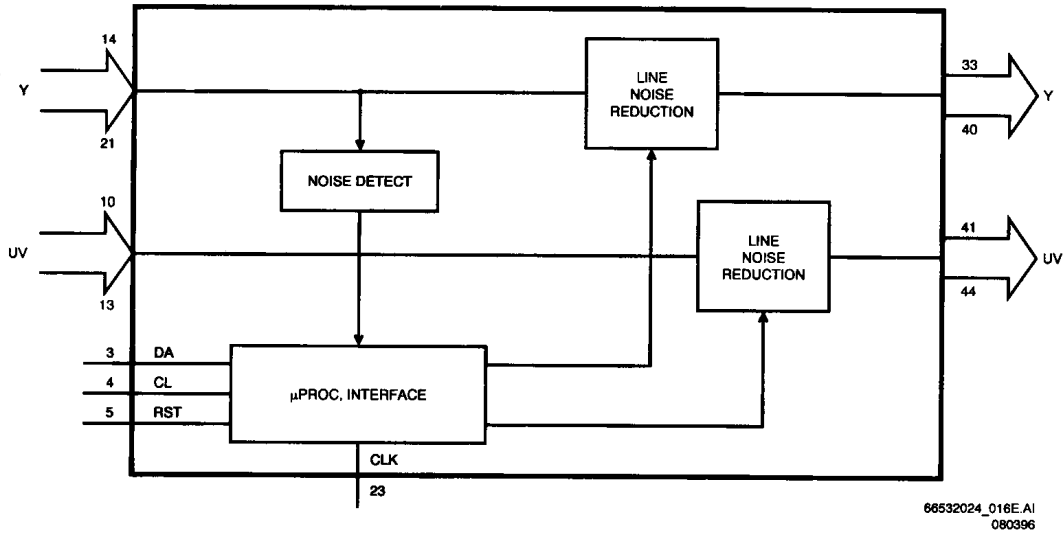 14
Y
21
LINE
NOISE
REDUCTION
33
Y
40
NOISE DETECT
10
UV
13
LINE
NOISE
REDUCTION
41
UV
44
3 DA
4 CL
5 RST
μPROC, INTERFACE
CLK
23
66532024_016E.AI
080396